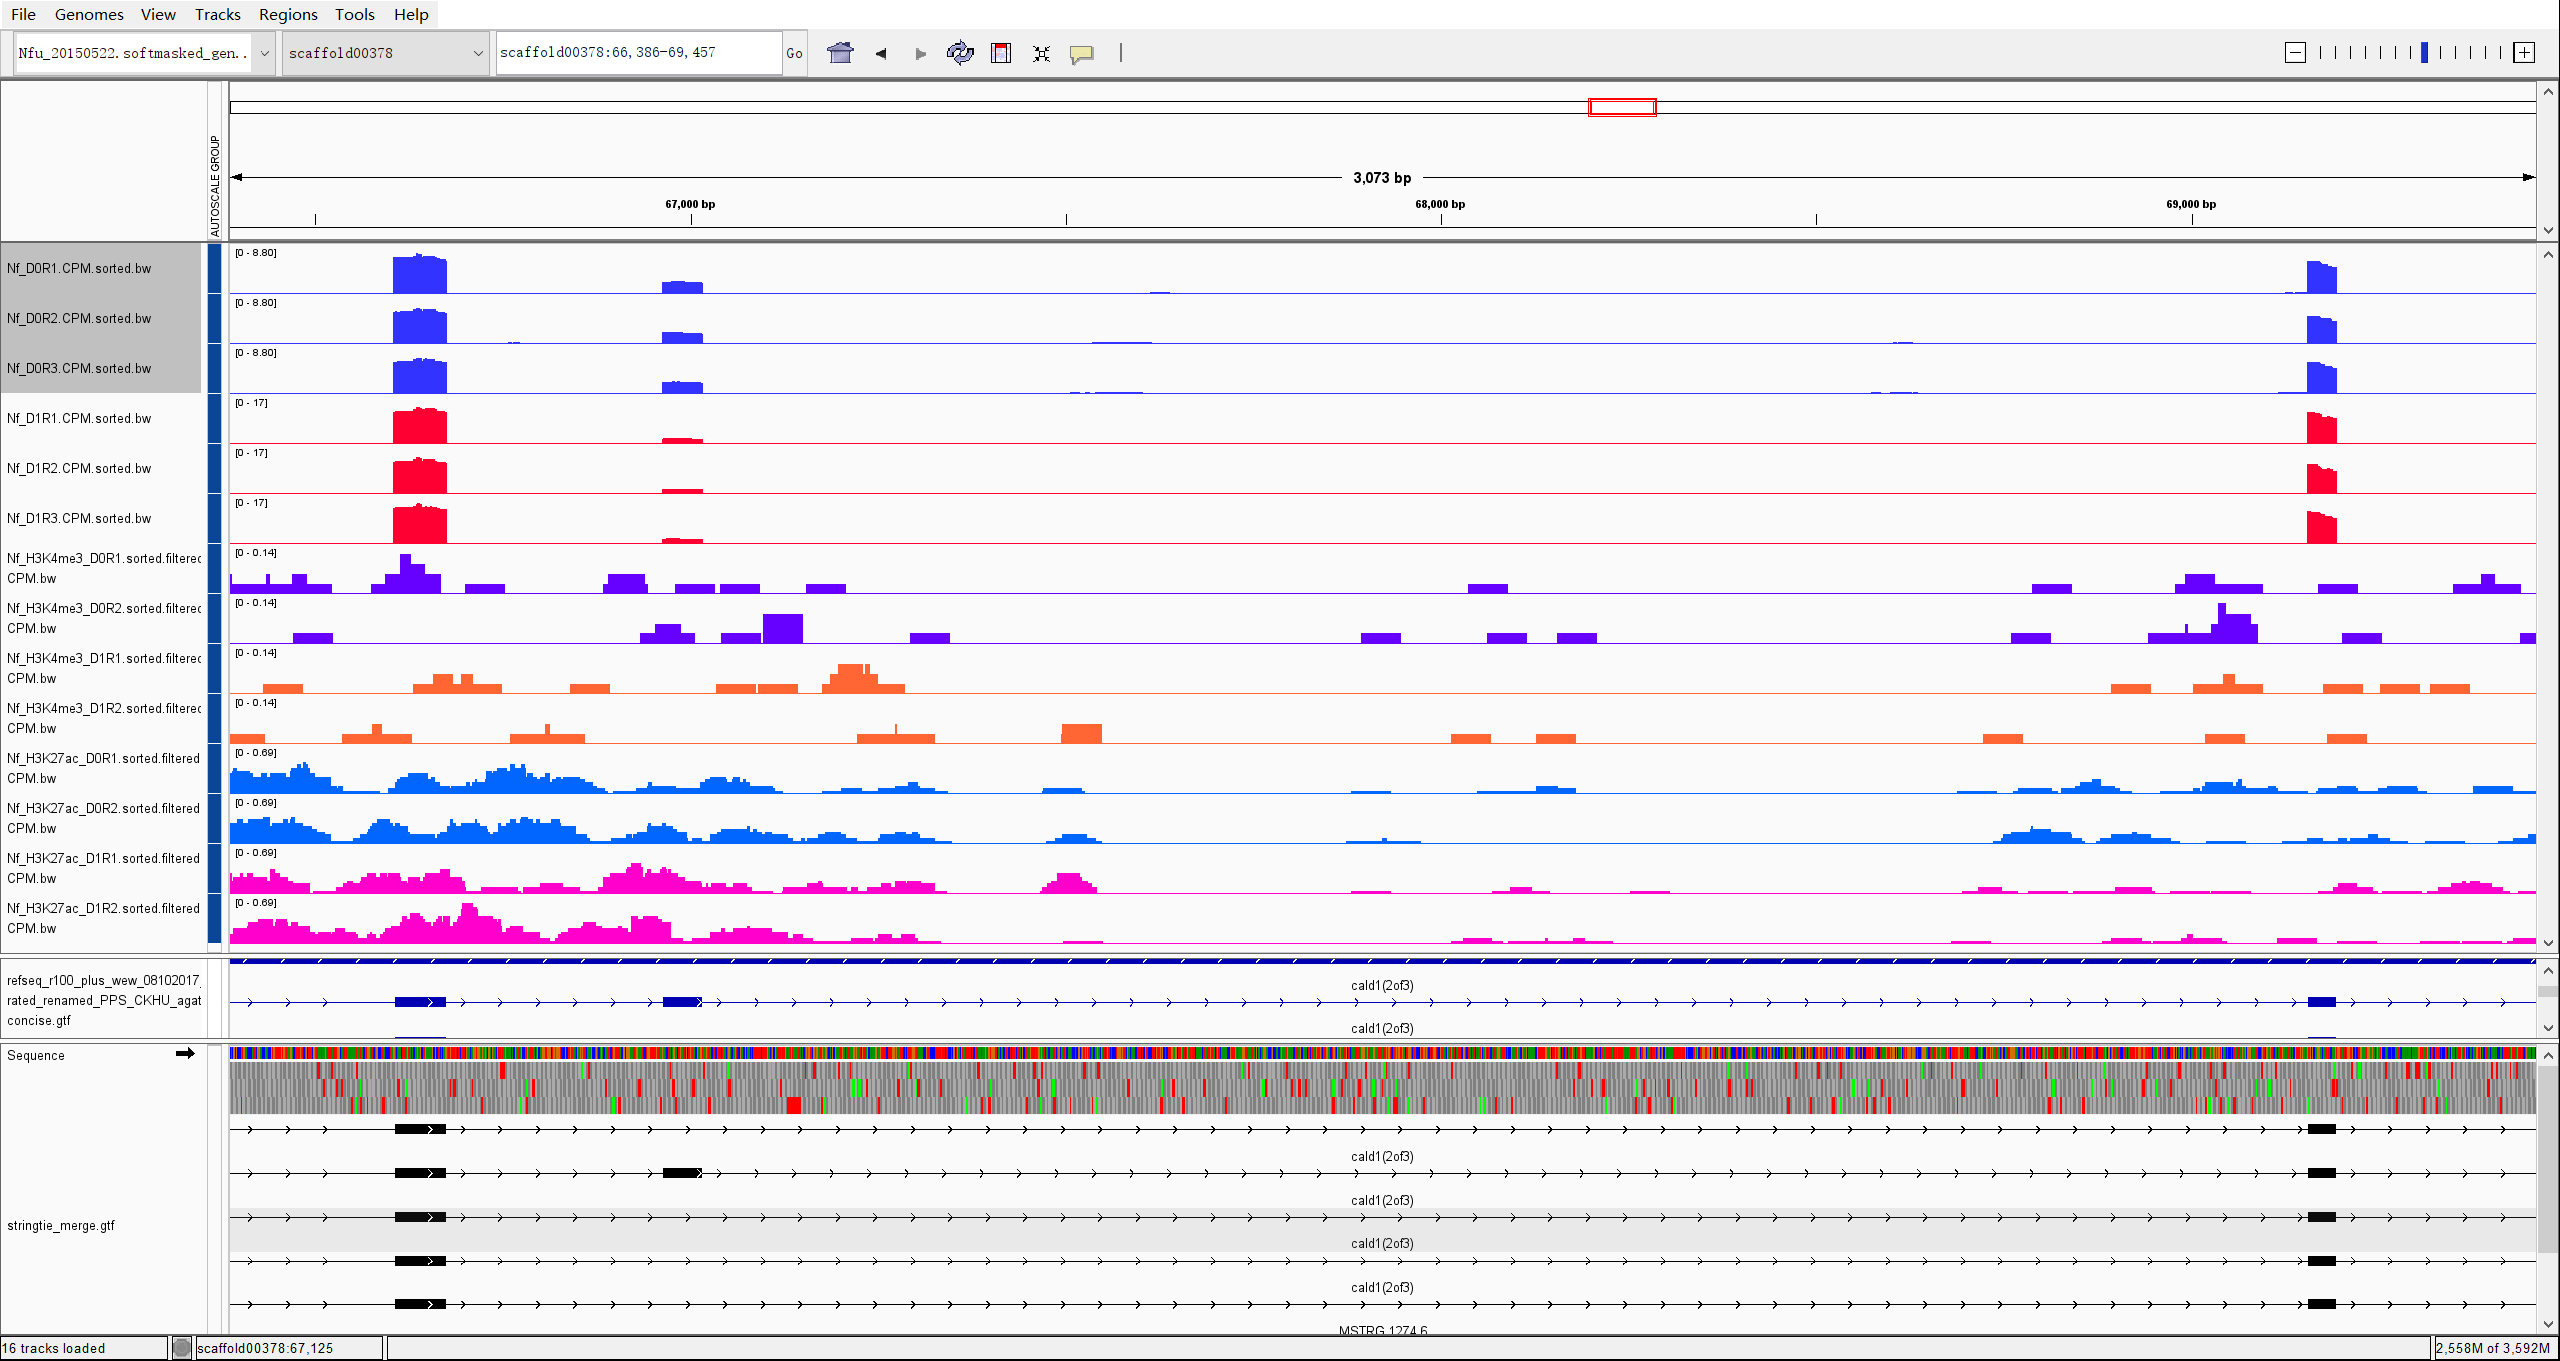 File Genomes View Tracks Regions Tools Help
Nfu_20150522.softmasked_gen.. scaffold00378 scaffold00378:66,386-69,457 Go
AUTOSCALE GROUP
3,073 bp
67,000 bp 68,000 bp 69,000 bp
Nf_D0R1.CPM.sorted.bw [0 - 8.80]
Nf_D0R2.CPM.sorted.bw [0 - 8.80]
Nf_D0R3.CPM.sorted.bw [0 - 8.80]
Nf_D1R1.CPM.sorted.bw [0 - 17]
Nf_D1R2.CPM.sorted.bw [0 - 17]
Nf_D1R3.CPM.sorted.bw [0 - 17]
Nf_H3K4me3_D0R1.sorted.filtered [0 - 0.14]
CPM.bw
Nf_H3K4me3_D0R2.sorted.filtered [0 - 0.14]
CPM.bw
Nf_H3K4me3_D1R1.sorted.filtered [0 - 0.14]
CPM.bw
Nf_H3K4me3_D1R2.sorted.filtered [0 - 0.14]
CPM.bw
Nf_H3K27ac_D0R1.sorted.filtered [0 - 0.69]
CPM.bw
Nf_H3K27ac_D0R2.sorted.filtered [0 - 0.69]
CPM.bw
Nf_H3K27ac_D1R1.sorted.filtered [0 - 0.69]
CPM.bw
Nf_H3K27ac_D1R2.sorted.filtered [0 - 0.69]
CPM.bw
refseq_r100_plus_wew_08102017_
rated_renamed_PPS_CKHU_agat
concise.gtf
cald1(2of3)
cald1(2of3)
Sequence
cald1(2of3)
cald1(2of3)
stringtie_merge.gtf
cald1(2of3)
cald1(2of3)
MSTRG.1274.6
16 tracks loaded scaffold00378:67,125 2,558M of 3,592M